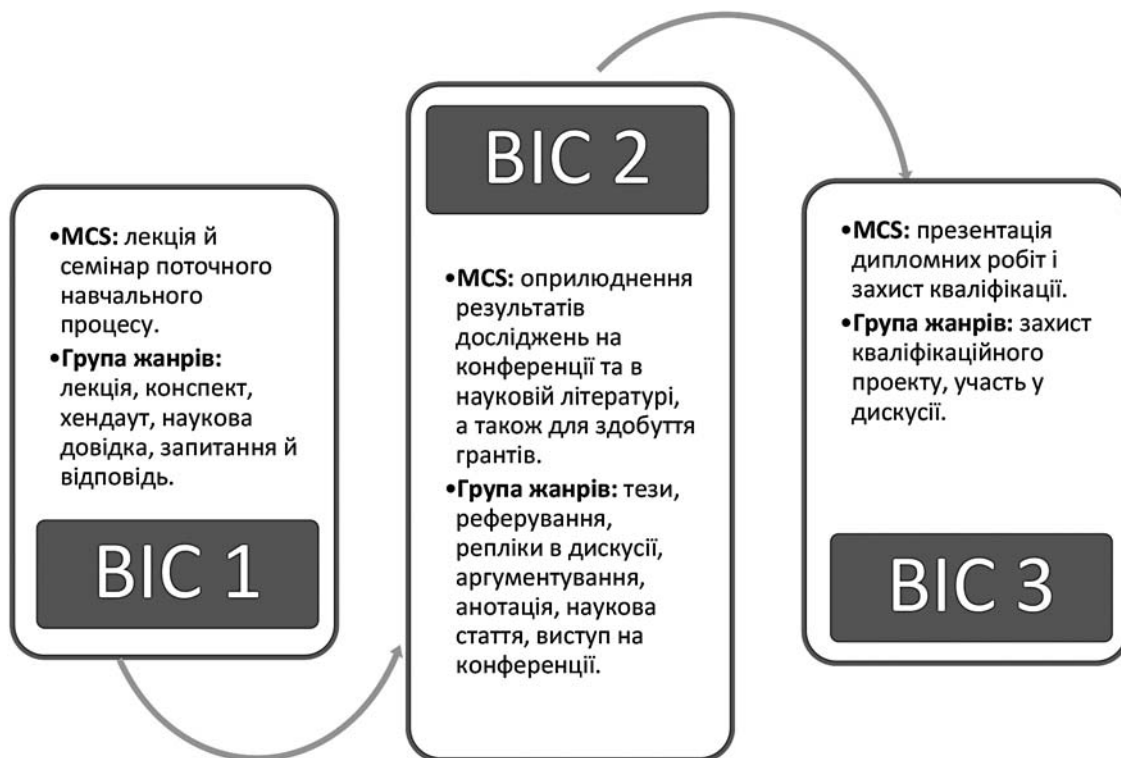 •MCS: лекція й
семінар поточного
навчального
процесу.
•Група жанрів:
лекція, конспект,
хендаут, наукова
довідка, запитання й
відповідь.
ВІС 1
ВІС 2
•MCS: оприлюднення
результатів
досліджень на
конференції та в
науковій літературі,
а також для здобуття
грантів.
•Група жанрів: тези,
реферування,
репліки в дискусії,
аргументування,
анотація, наукова
стаття, виступ на
конференції.
•MCS: презентація
дипломних робіт і
захист кваліфікації.
•Група жанрів: захист
кваліфікаційного
проекту, участь у
дискусії.
ВІС 3